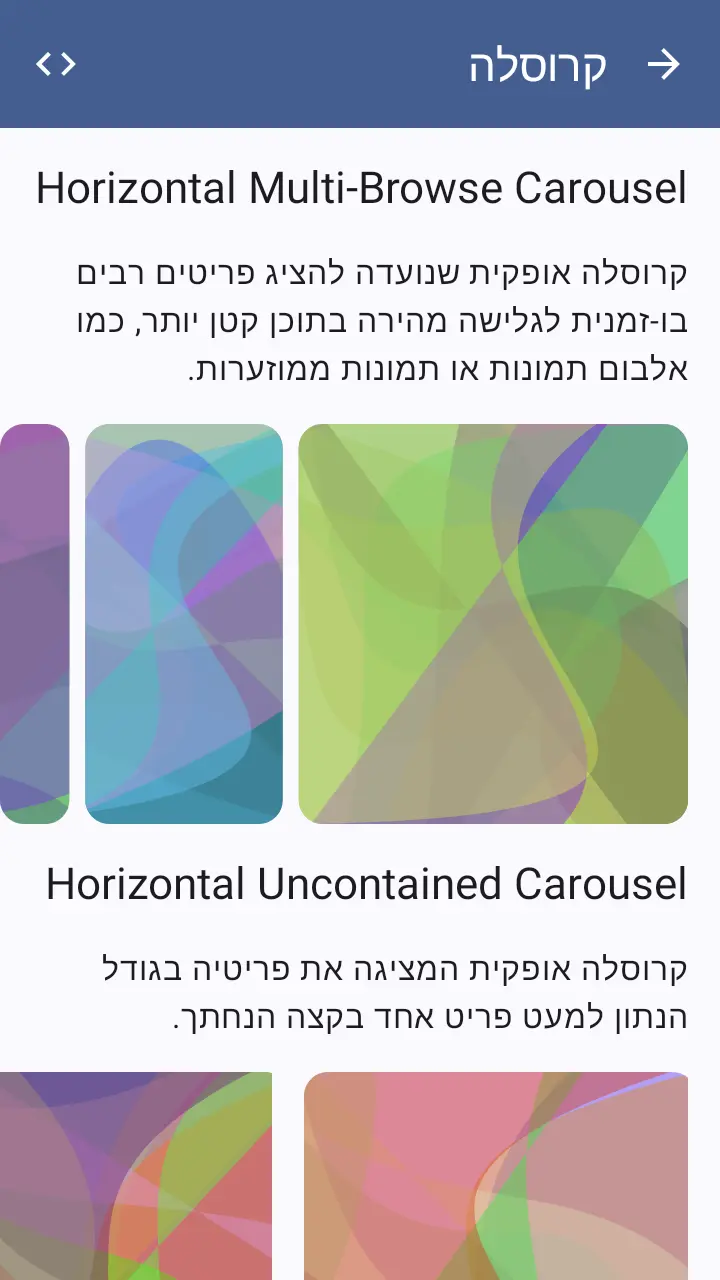 קרוסלה
Horizontal Multi-Browse Carousel
קרוסלה אופקית שנועדה להציג פריטים רבים
בו-זמנית לגלישה מהירה בתוכן קטן יותר, כמו
אלבום תמונות או תמונות ממוזערות.
Horizontal Uncontained Carousel
קרוסלה אופקית המציגה את פריטיה בגודל
הנתון למעט פריט אחד בקצה הנחתך.